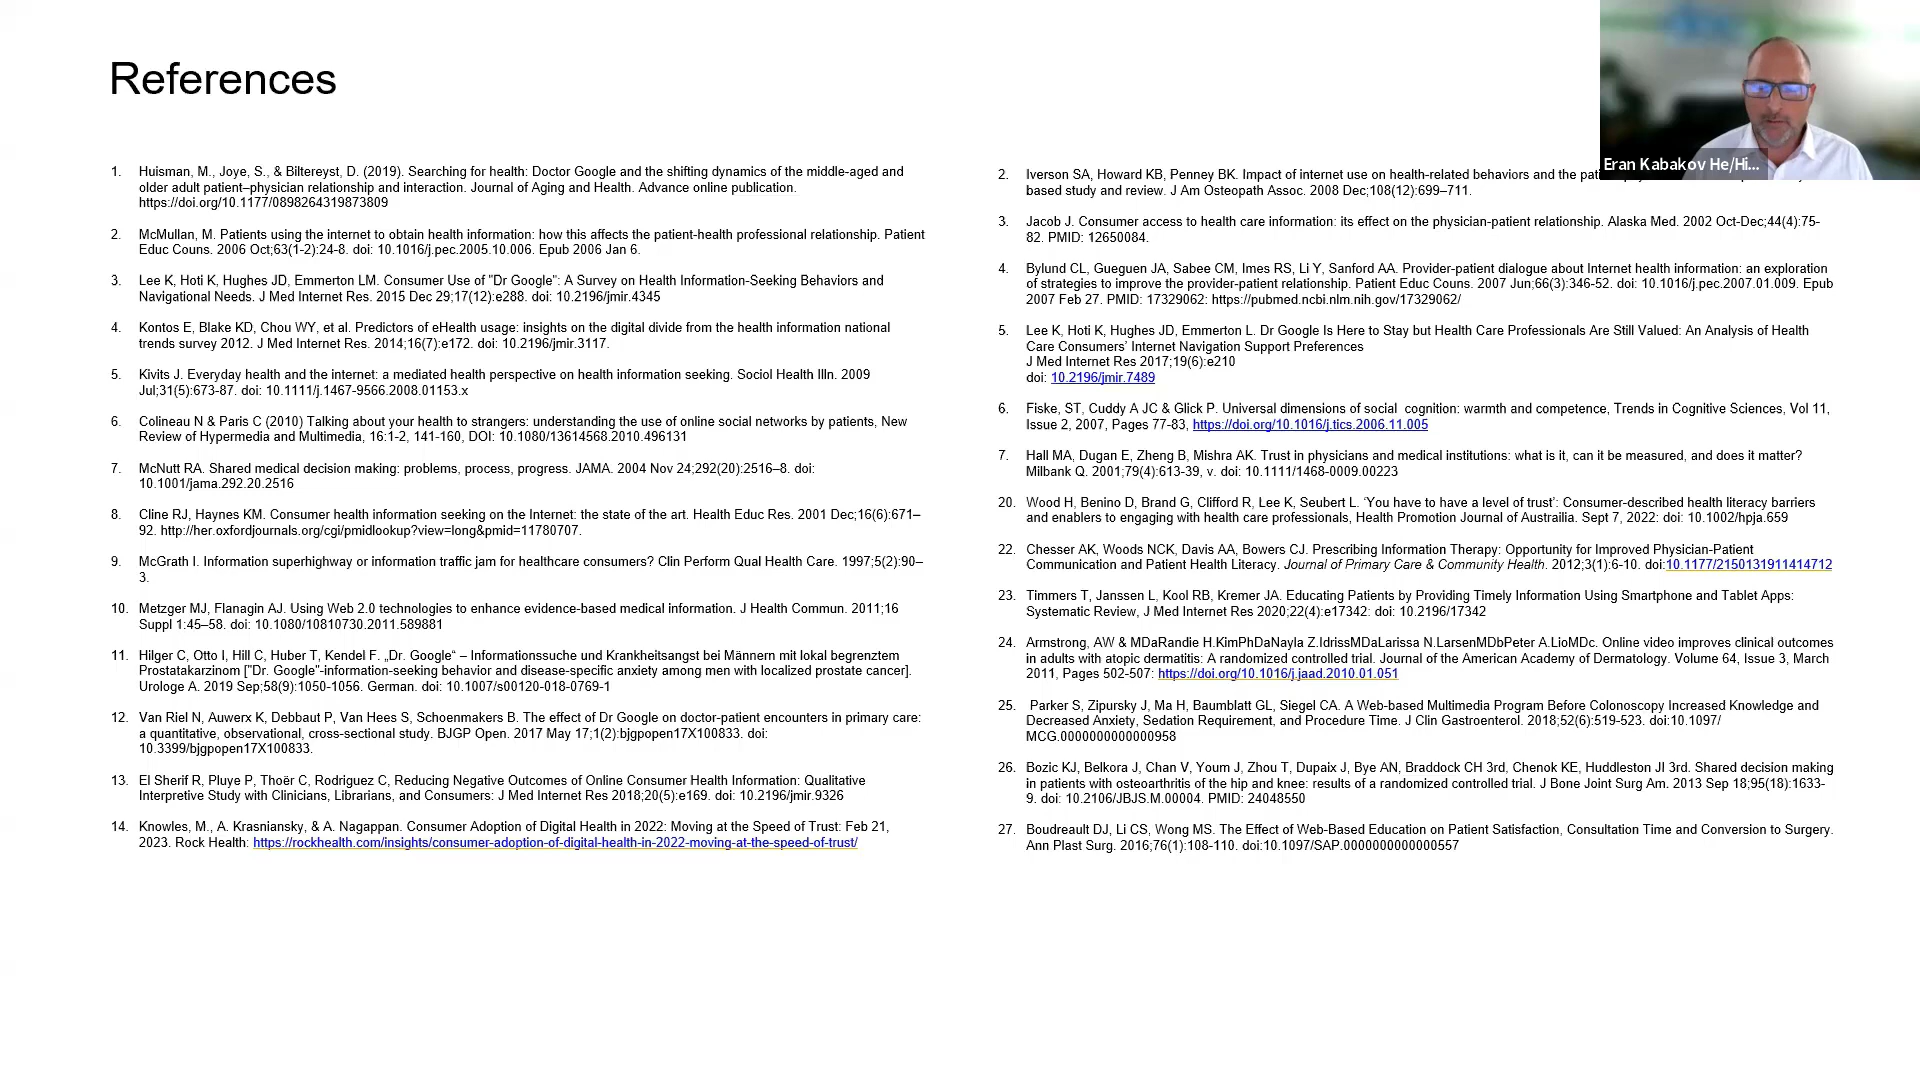 References
1. Huisman, M., Joye, S., & Biltereyst, D. (2019). Searching for health: Doctor Google and the shifting dynamics of the middle-aged and
older adult patient–physician relationship and interaction. Journal of Aging and Health. Advance online publication.
https://doi.org/10.1177/0898264319873809
2. McMullan, M. Patients using the internet to obtain health information: how this affects the patient-health professional relationship. Patient
Educ Couns. 2006 Oct;63(1-2):24-8. doi: 10.1016/j.pec.2005.10.006. Epub 2006 Jan 6.
3. Lee K, Hoti K, Hughes JD, Emmerton LM. Consumer Use of "Dr Google": A Survey on Health Information-Seeking Behaviors and
Navigational Needs. J Med Internet Res. 2015 Dec 29;17(12):e288. doi: 10.2196/jmir.4345
4. Kontos E, Blake KD, Chou WY, et al. Predictors of eHealth usage: insights on the digital divide from the health information national
trends survey 2012. J Med Internet Res. 2014;16(7):e172. doi: 10.2196/jmir.3117.
5. Kivits J. Everyday health and the internet: a mediated health perspective on health information seeking. Sociol Health Illn. 2009
Jul;31(5):673-87. doi: 10.1111/j.1467-9566.2008.01153.x
6. Colineau N & Paris C (2010) Talking about your health to strangers: understanding the use of online social networks by patients, New
Review of Hypermedia and Multimedia, 16:1-2, 141-160, DOI: 10.1080/13614568.2010.496131
7. McNutt RA. Shared medical decision making: problems, process, progress. JAMA. 2004 Nov 24;292(20):2516–8. doi:
10.1001/jama.292.20.2516
8. Cline RJ, Haynes KM. Consumer health information seeking on the Internet: the state of the art. Health Educ Res. 2001 Dec;16(6):671–
92. http://her.oxfordjournals.org/cgi/pmidlookup?view=long&pmid=11780707.
9. McGrath I. Information superhighway or information traffic jam for healthcare consumers? Clin Perform Qual Health Care. 1997;5(2):90–
3.
10. Metzger MJ, Flanagin AJ. Using Web 2.0 technologies to enhance evidence-based medical information. J Health Commun. 2011;16
Suppl 1:45–58. doi: 10.1080/10810730.2011.589881
11. Hilger C, Otto I, Hill C, Huber T, Kendel F. „Dr. Google“ – Informationssuche und Krankheitsangst bei Männern mit lokal begrenztem
Prostatakarzinom ["Dr. Google"-information-seeking behavior and disease-specific anxiety among men with localized prostate cancer].
Urologe A. 2019 Sep;58(9):1050-1056. German. doi: 10.1007/s00120-018-0769-1
12. Van Riel N, Auwerx K, Debbaut P, Van Hees S, Schoenmakers B. The effect of Dr Google on doctor-patient encounters in primary care:
a quantitative, observational, cross-sectional study. BJGP Open. 2017 May 17;1(2):bjgpopen17X100833. doi:
10.3399/bjgpopen17X100833.
13. El Sherif R, Pluye P, Thoër C, Rodriguez C, Reducing Negative Outcomes of Online Consumer Health Information: Qualitative
Interpretive Study with Clinicians, Librarians, and Consumers: J Med Internet Res 2018;20(5):e169. doi: 10.2196/jmir.9326
14. Knowles, M., A. Krasniansky, & A. Nagappan. Consumer Adoption of Digital Health in 2022: Moving at the Speed of Trust: Feb 21,
2023. Rock Health: https://rockhealth.com/insights/consumer-adoption-of-digital-health-in-2022-moving-at-the-speed-of-trust/
Eran Kabakov He/Hi...
2. Iverson SA, Howard KB, Penney BK. Impact of internet use on health-related behaviors and the
based study and review. J Am Osteopath Assoc. 2008 Dec;108(12):699–711.
3. Jacob J. Consumer access to health care information: its effect on the physician-patient relationship. Alaska Med. 2002 Oct-Dec;44(4):75-
82. PMID: 12650084.
4. Bylund CL, Gueguen JA, Sabee CM, Imes RS, Li Y, Sanford AA. Provider-patient dialogue about Internet health information: an exploration
of strategies to improve the provider-patient relationship. Patient Educ Couns. 2007 Jun;66(3):346-52. doi: 10.1016/j.pec.2007.01.009. Epub
2007 Feb 27. PMID: 17329062: https://pubmed.ncbi.nlm.nih.gov/17329062/
5. Lee K, Hoti K, Hughes JD, Emmerton L. Dr Google Is Here to Stay but Health Care Professionals Are Still Valued: An Analysis of Health
Care Consumers’ Internet Navigation Support Preferences
J Med Internet Res 2017;19(6):e210
doi: 10.2196/jmir.7489
6. Fiske, ST, Cuddy A JC & Glick P. Universal dimensions of social cognition: warmth and competence, Trends in Cognitive Sciences, Vol 11,
Issue 2, 2007, Pages 77-83, https://doi.org/10.1016/j.tics.2006.11.005
7. Hall MA, Dugan E, Zheng B, Mishra AK. Trust in physicians and medical institutions: what is it, can it be measured, and does it matter?
Milbank Q. 2001;79(4):613-39, v. doi: 10.1111/1468-0009.00223
20. Wood H, Benino D, Brand G, Clifford R, Lee K, Seubert L. ‘You have to have a level of trust’: Consumer-described health literacy barriers
and enablers to engaging with health care professionals, Health Promotion Journal of Austrailia. Sept 7, 2022: doi: 10.1002/hpja.659
22. Chesser AK, Woods NCK, Davis AA, Bowers CJ. Prescribing Information Therapy: Opportunity for Improved Physician-Patient
Communication and Patient Health Literacy. Journal of Primary Care & Community Health. 2012;3(1):6-10. doi:10.1177/2150131911414712
23. Timmers T, Janssen L, Kool RB, Kremer JA. Educating Patients by Providing Timely Information Using Smartphone and Tablet Apps:
Systematic Review, J Med Internet Res 2020;22(4):e17342: doi: 10.2196/17342
24. Armstrong, AW & MDaRandie H.KimPhDaNayla Z.IdrissMDaLarissa N.LarsenMDbPeter A.LioMDc. Online video improves clinical outcomes
in adults with atopic dermatitis: A randomized controlled trial. Journal of the American Academy of Dermatology. Volume 64, Issue 3, March
2011, Pages 502-507: https://doi.org/10.1016/j.jaad.2010.01.051
25. Parker S, Zipursky J, Ma H, Baumblatt GL, Siegel CA. A Web-based Multimedia Program Before Colonoscopy Increased Knowledge and
Decreased Anxiety, Sedation Requirement, and Procedure Time. J Clin Gastroenterol. 2018;52(6):519-523. doi:10.1097/
MCG.0000000000000958
26. Bozic KJ, Belkora J, Chan V, Youm J, Zhou T, Dupaix J, Bye AN, Braddock CH 3rd, Chenok KE, Huddleston JI 3rd. Shared decision making
in patients with osteoarthritis of the hip and knee: results of a randomized controlled trial. J Bone Joint Surg Am. 2013 Sep 18;95(18):1633-
9. doi: 10.2106/JBJS.M.00004. PMID: 24048550
27. Boudreault DJ, Li CS, Wong MS. The Effect of Web-Based Education on Patient Satisfaction, Consultation Time and Conversion to Surgery.
Ann Plast Surg. 2016;76(1):108-110. doi:10.1097/SAP.0000000000000557